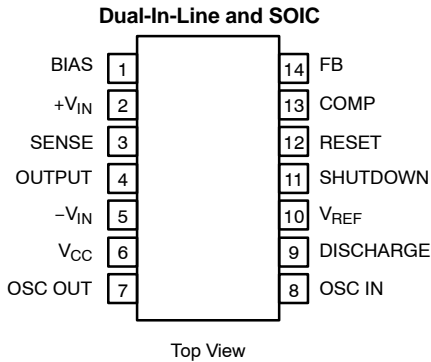 Dual-In-Line and SOIC
BIAS 1 14 FB
+VIN 2 13 COMP
SENSE 3 12 RESET
OUTPUT 4 11 SHUTDOWN
−VIN 5 10 VREF
VCC 6 9 DISCHARGE
OSC OUT 7 8 OSC IN
Top View